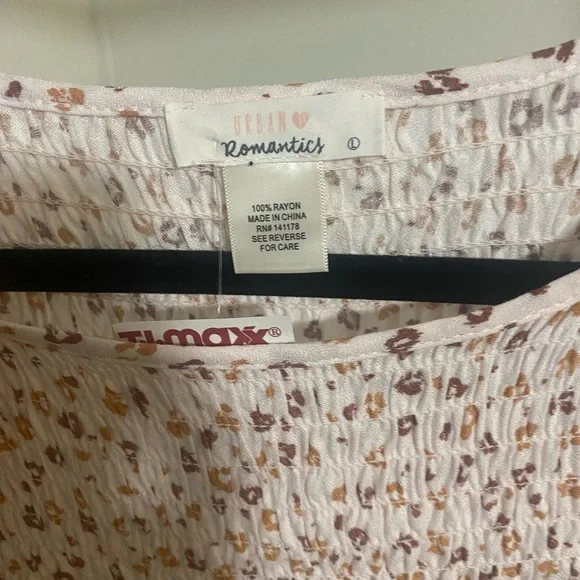 URBAN
Romantics L
100% RAYON
MADE IN CHINA
RN# 141178
SEE REVERSE
FOR CARE
TJ·maxx®